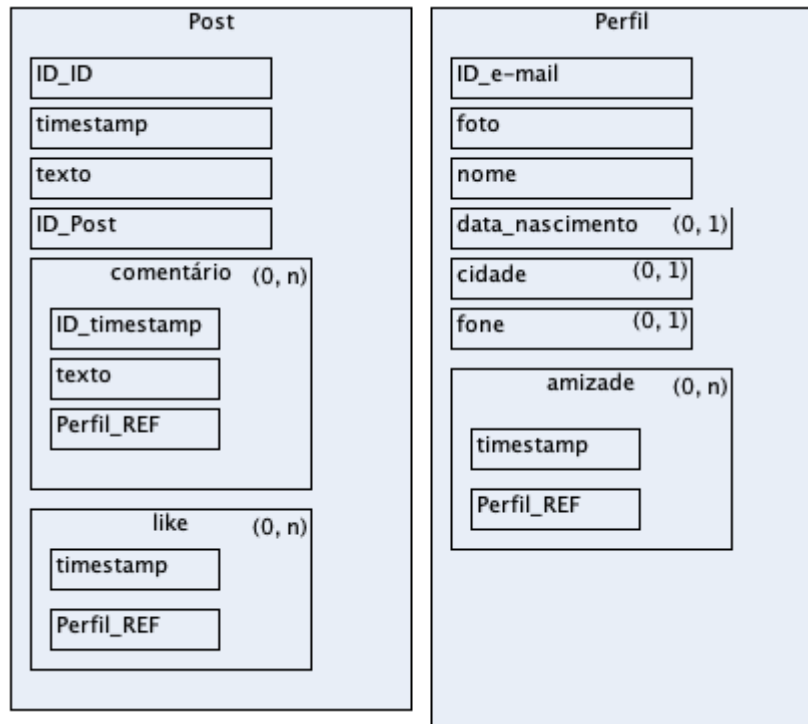 Post
ID_ID
timestamp
texto
ID_Post
comentário (0, n)
ID_timestamp
texto
Perfil_REF
like (0, n)
timestamp
Perfil_REF
Perfil
ID_e-mail
foto
nome
data_nascimento (0, 1)
cidade (0, 1)
fone (0, 1)
amizade (0, n)
timestamp
Perfil_REF